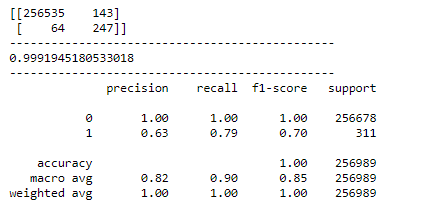 [[256535    143]
 [    64    247]]
-----------------------------------------------
0.9991945180533018
-----------------------------------------------
              precision    recall  f1-score   support

           0       1.00      1.00      1.00    256678
           1       0.63      0.79      0.70       311

    accuracy                           1.00    256989
   macro avg       0.82      0.90      0.85    256989
weighted avg       1.00      1.00      1.00    256989